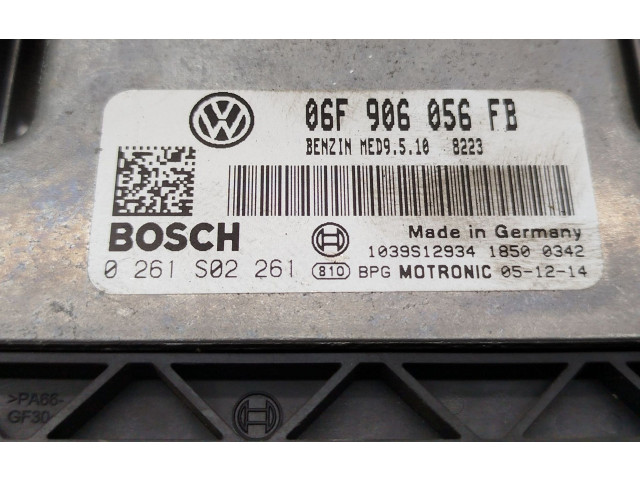 06F 906 056 FB
BENZIN MED9.5.10 8223
BOSCH
Made in Germany
1039S12934 1850 0342
0 261 S02 261
810 BPG MOTRONIC 05-12-14
>PA66-
GF30